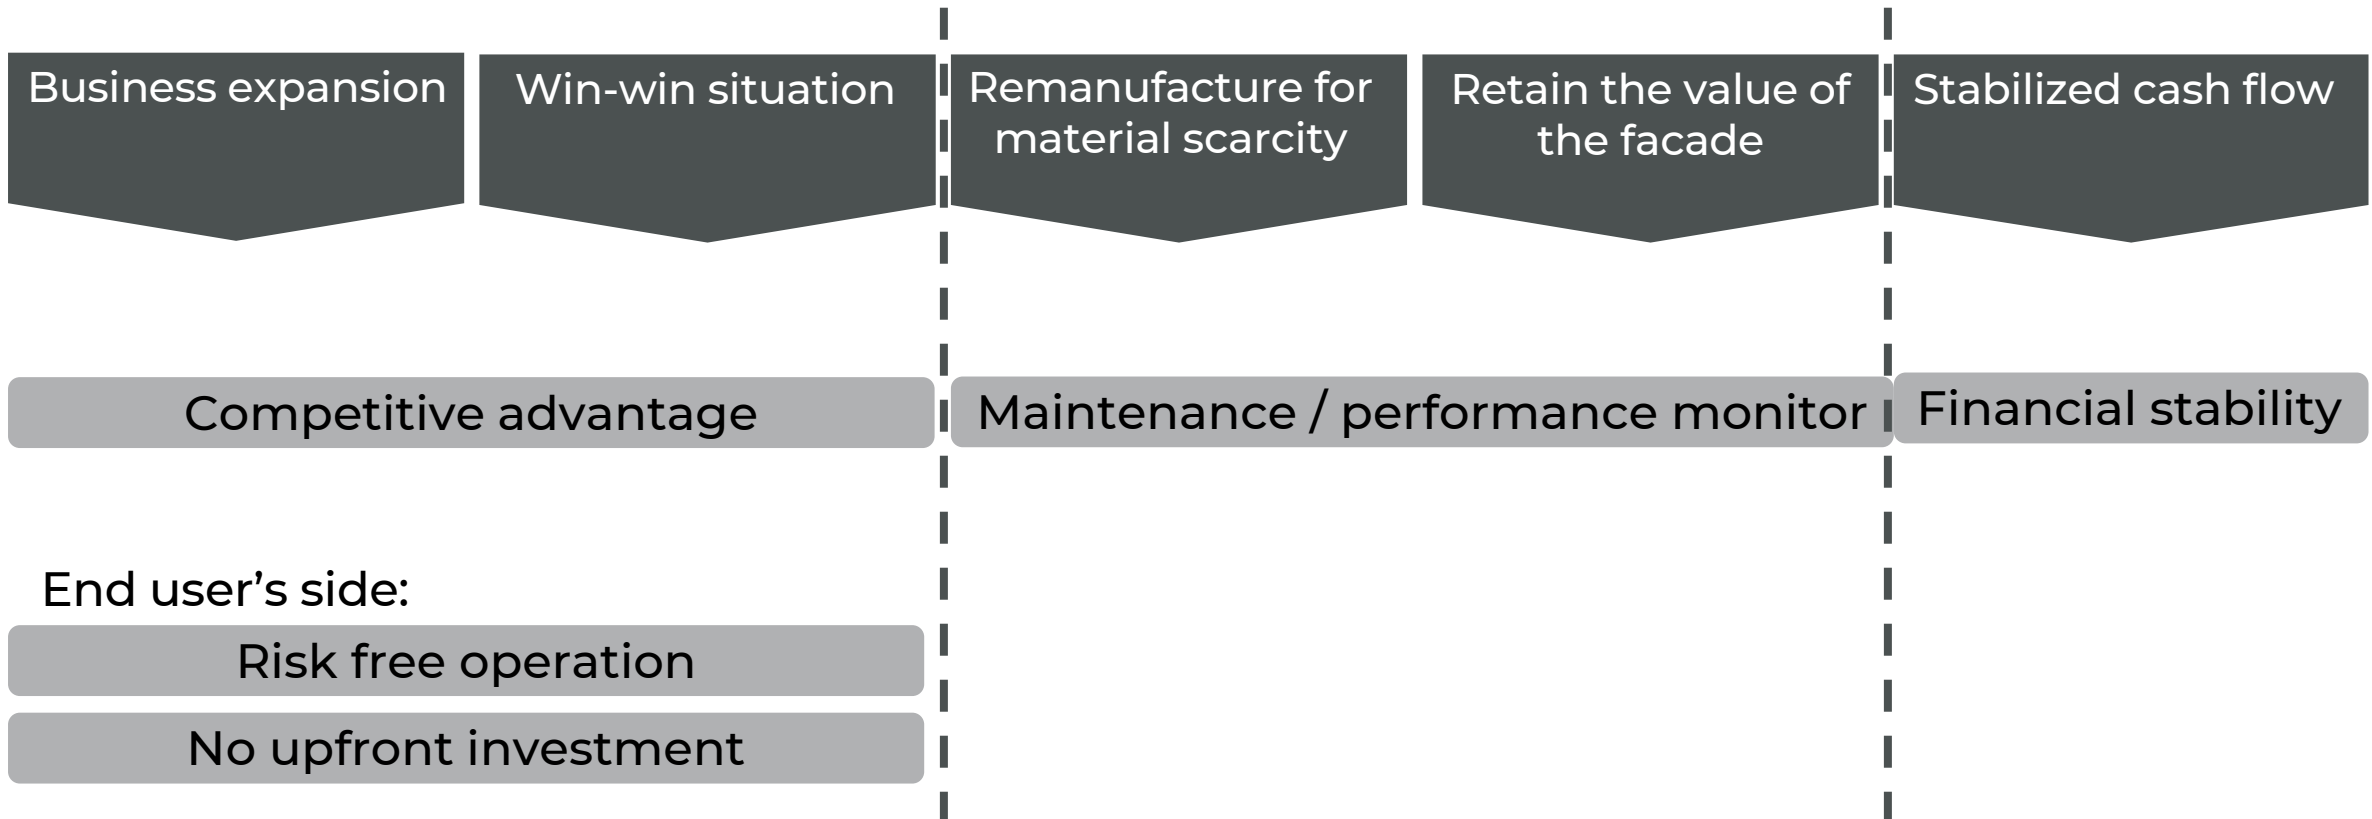 Business expansion
Win-win situation
Remanufacture for
material scarcity
Retain the value of
the facade
Stabilized cash flow
Competitive advantage
Maintenance / performance monitor
Financial stability
End user’s side:
Risk free operation
No upfront investment